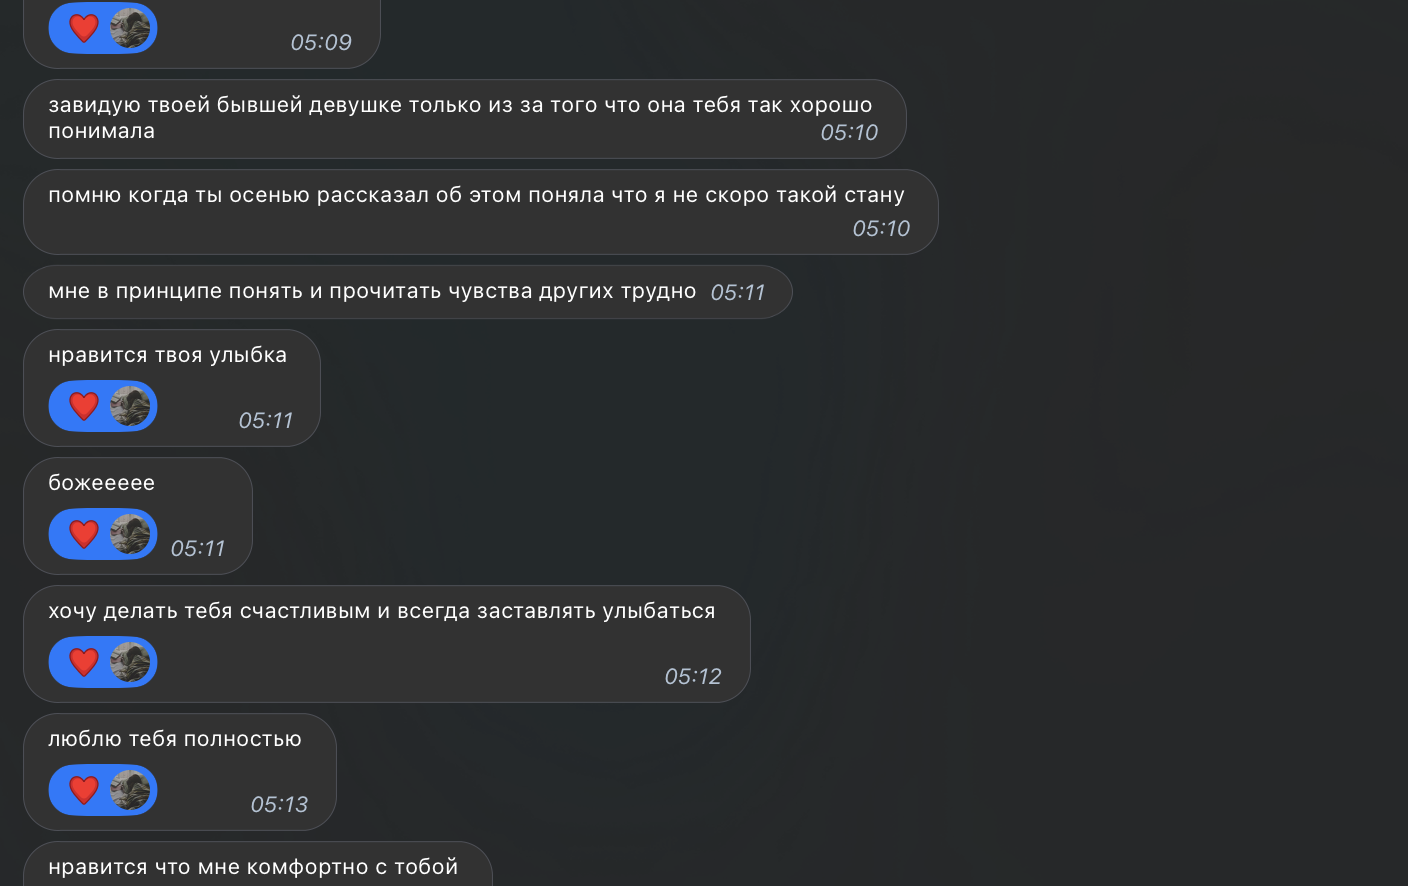 05:09
завидую твоей бывшей девушке только из за того что она тебя так хорошо
понимала 05:10
помню когда ты осенью рассказал об этом поняла что я не скоро такой стану
05:10
мне в принципе понять и прочитать чувства других трудно 05:11
нравится твоя улыбка
05:11
божеееее
05:11
хочу делать тебя счастливым и всегда заставлять улыбаться
05:12
люблю тебя полностью
05:13
нравится что мне комфортно с тобой